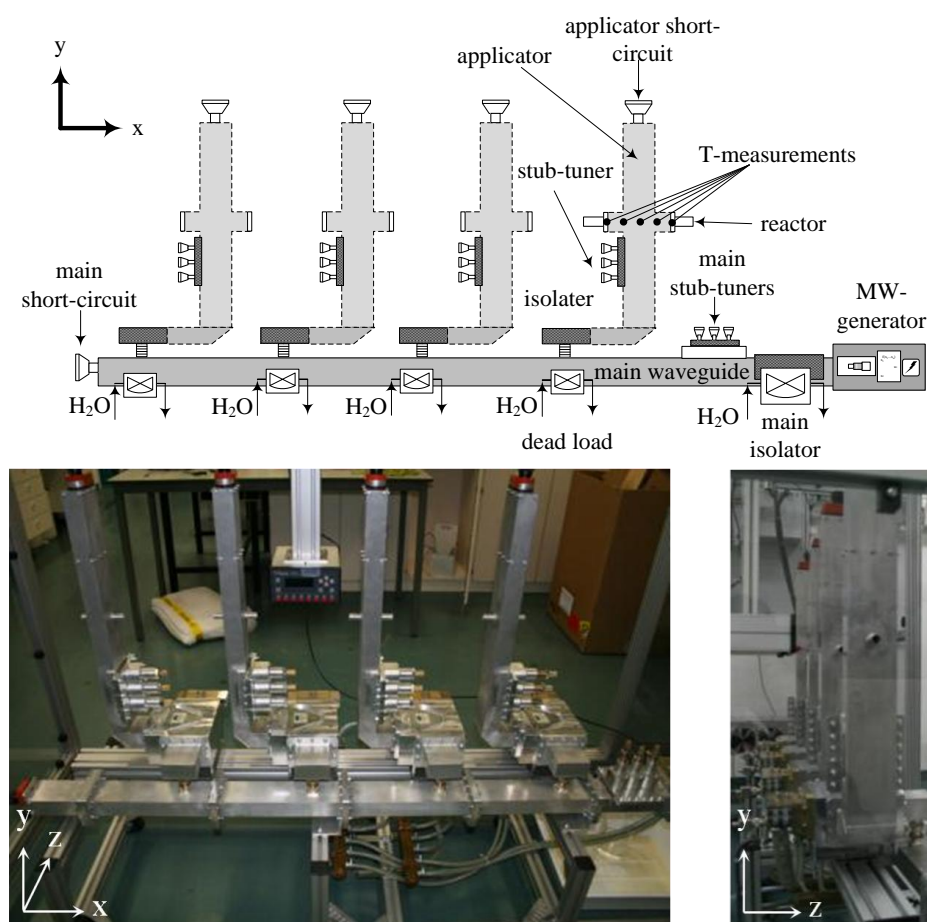 y
x
applicator short-
circuit
applicator
T-measurements
stub-tuner
reactor
main
stub-tuners
MW-
generator
main
short-circuit
isolater
main waveguide
H₂O
H₂O
H₂O
H₂O
H₂O
dead load
main
isolator
y
z
x
y
z